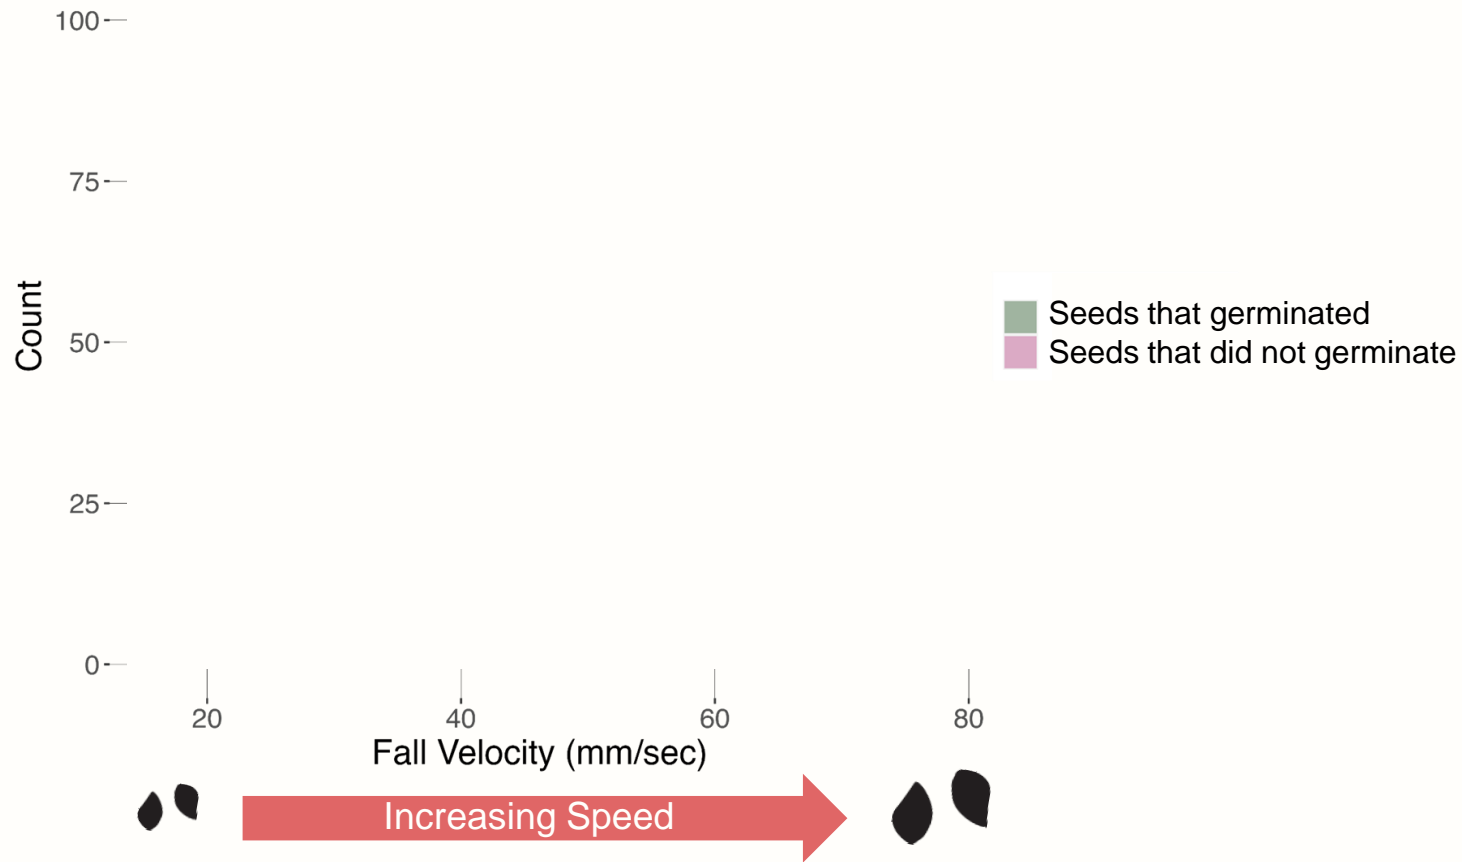 100
75
50
25
0
Count
Seeds that germinated
Seeds that did not germinate
20 40 60 80
Fall Velocity (mm/sec)
Increasing Speed